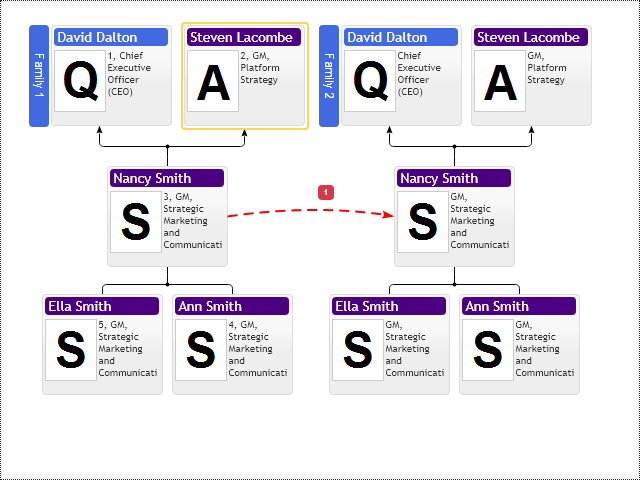 Family 1
David Dalton
Q
1, Chief
Executive
Officer
(CEO)
Steven Lacombe
A
2, GM,
Platform
Strategy
Family 2
David Dalton
Q
Chief
Executive
Officer
(CEO)
Steven Lacombe
A
GM,
Platform
Strategy
Nancy Smith
S
3, GM,
Strategic
Marketing
and
Communicati
1
Nancy Smith
S
GM,
Strategic
Marketing
and
Communicati
Ella Smith
S
5, GM,
Strategic
Marketing
and
Communicati
Ann Smith
S
4, GM,
Strategic
Marketing
and
Communicati
Ella Smith
S
GM,
Strategic
Marketing
and
Communicati
Ann Smith
S
GM,
Strategic
Marketing
and
Communicati